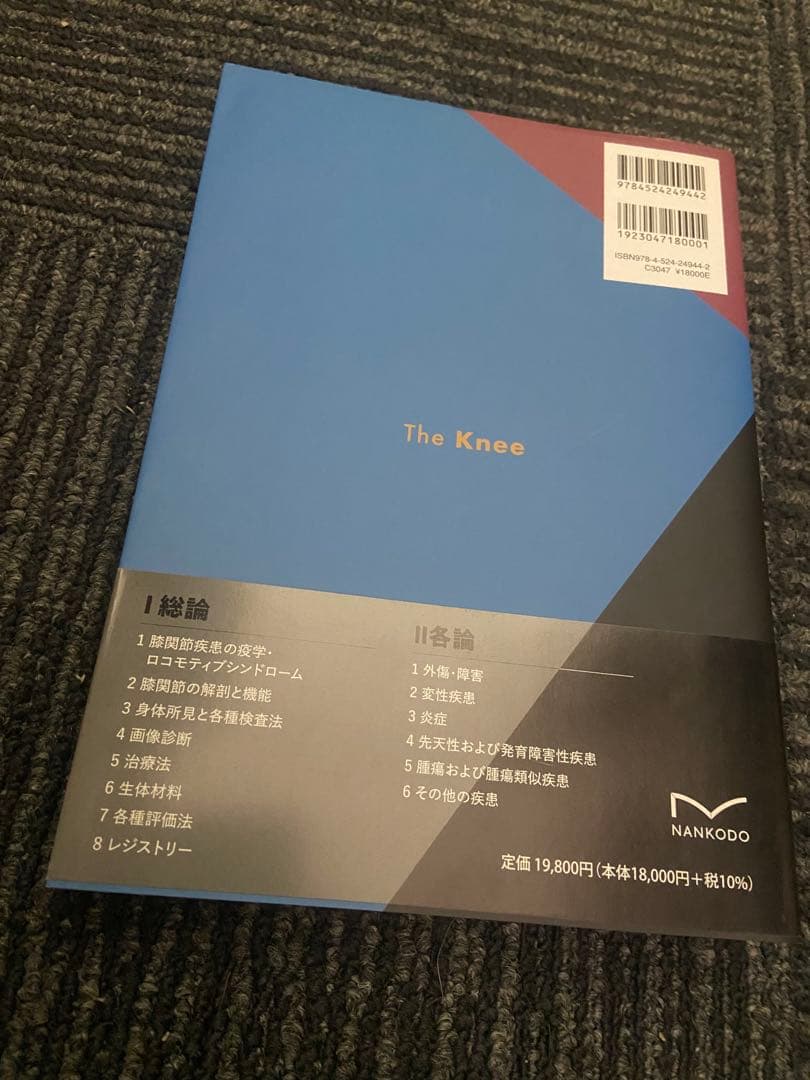 9784524249442
1923047180001
ISBN978-4-524-24944-2
C3047 ¥18000E
The Knee
I 総論
1 膝関節疾患の疫学・
ロコモティブシンドローム
2 膝関節の解剖と機能
3 身体所見と各種検査法
4 画像診断
5 治療法
6 生体材料
7 各種評価法
8 レジストリー
II各論
1 外傷・障害
2 変性疾患
3 炎症
4 先天性および発育障害性疾患
5 腫瘍および腫瘍類似疾患
6 その他の疾患
NANKODO
定価 19,800円(本体18,000円+税10%)